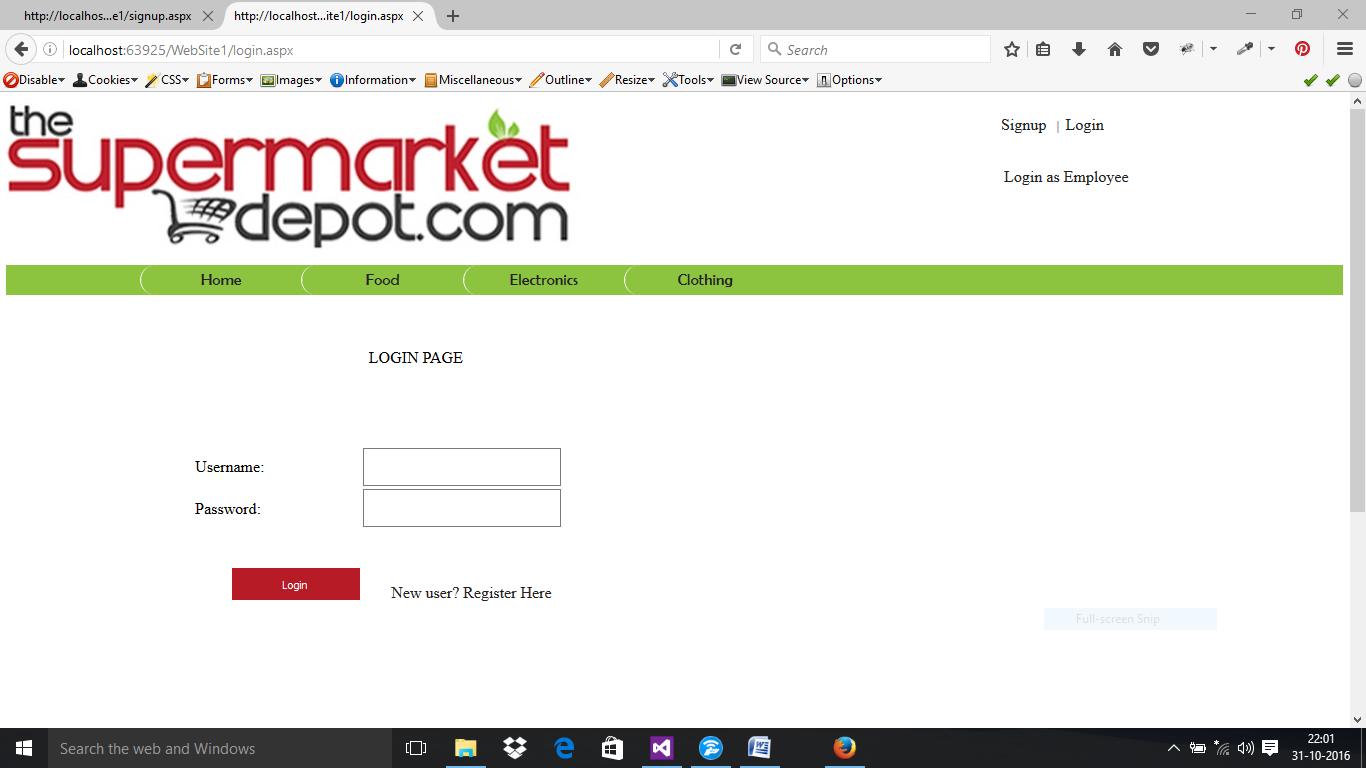 http://localhos...e1/signup.aspx
http://localhost...ite1/login.aspx
localhost:63925/WebSite1/login.aspx
Search
Disable Cookies CSS Forms Images Information Miscellaneous Outline Resize Tools View Source Options
the
supermarket
depot.com
Signup | Login
Login as Employee
Home Food Electronics Clothing
LOGIN PAGE
Username:
Password:
Login
New user? Register Here
Full-screen Snip
Search the web and Windows
22:01
31-10-2016